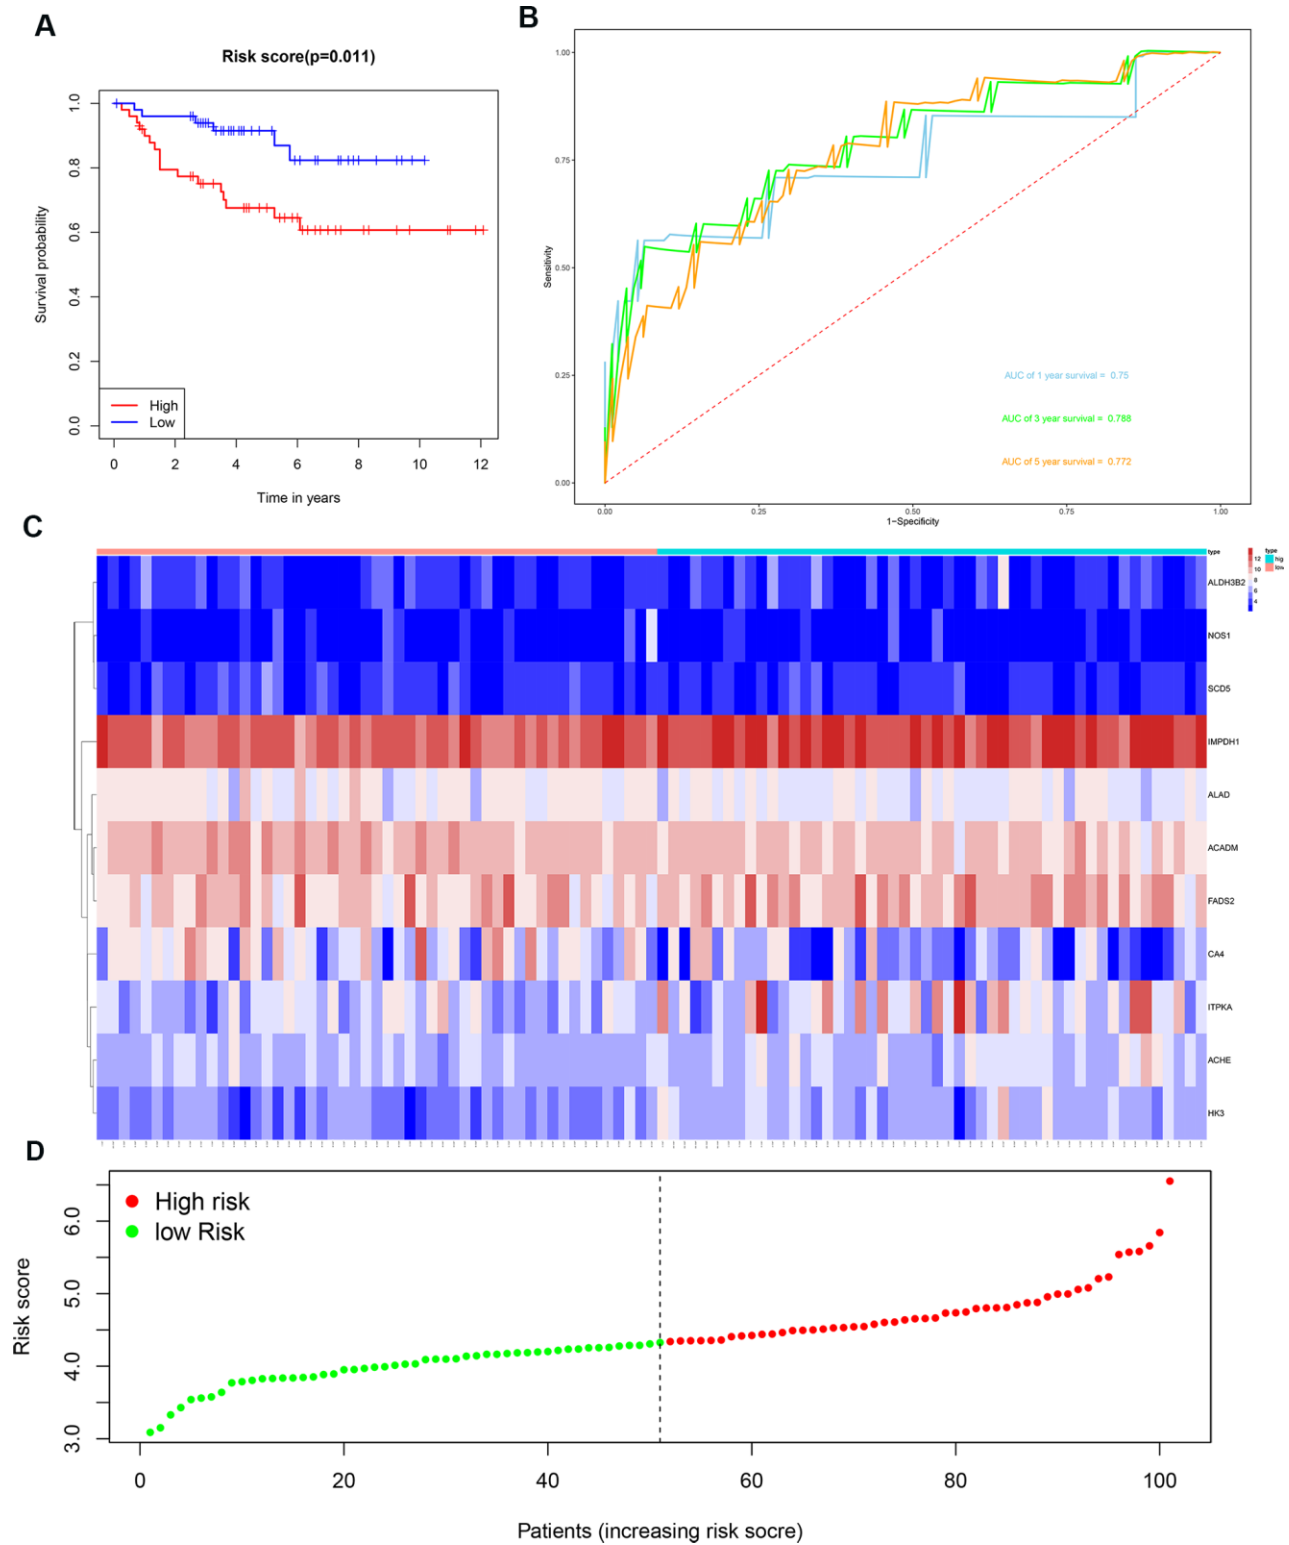 A
Risk score(p=0.011)
Survival probability
1.0
0.8
0.6
0.4
0.2
0.0
High
Low
0 2 4 6 8 10 12
Time in years
B
Sensitivity
1.00
0.75
0.50
0.25
0.00
AUC of 1 year survival = 0.75
AUC of 3 year survival = 0.788
AUC of 5 year survival = 0.772
0.00 0.25 0.50 0.75 1.00
1-Specificity
C
type
ALDH3B2
NOS1
SCD5
IMPDH1
ALAD
ACADM
FADS2
CA4
ITPKA
ACHE
HK3
12
10
8
6
4
type
hig
low
D
High risk
low Risk
Risk score
6.0
5.0
4.0
3.0
0 20 40 60 80 100
Patients (increasing risk socre)